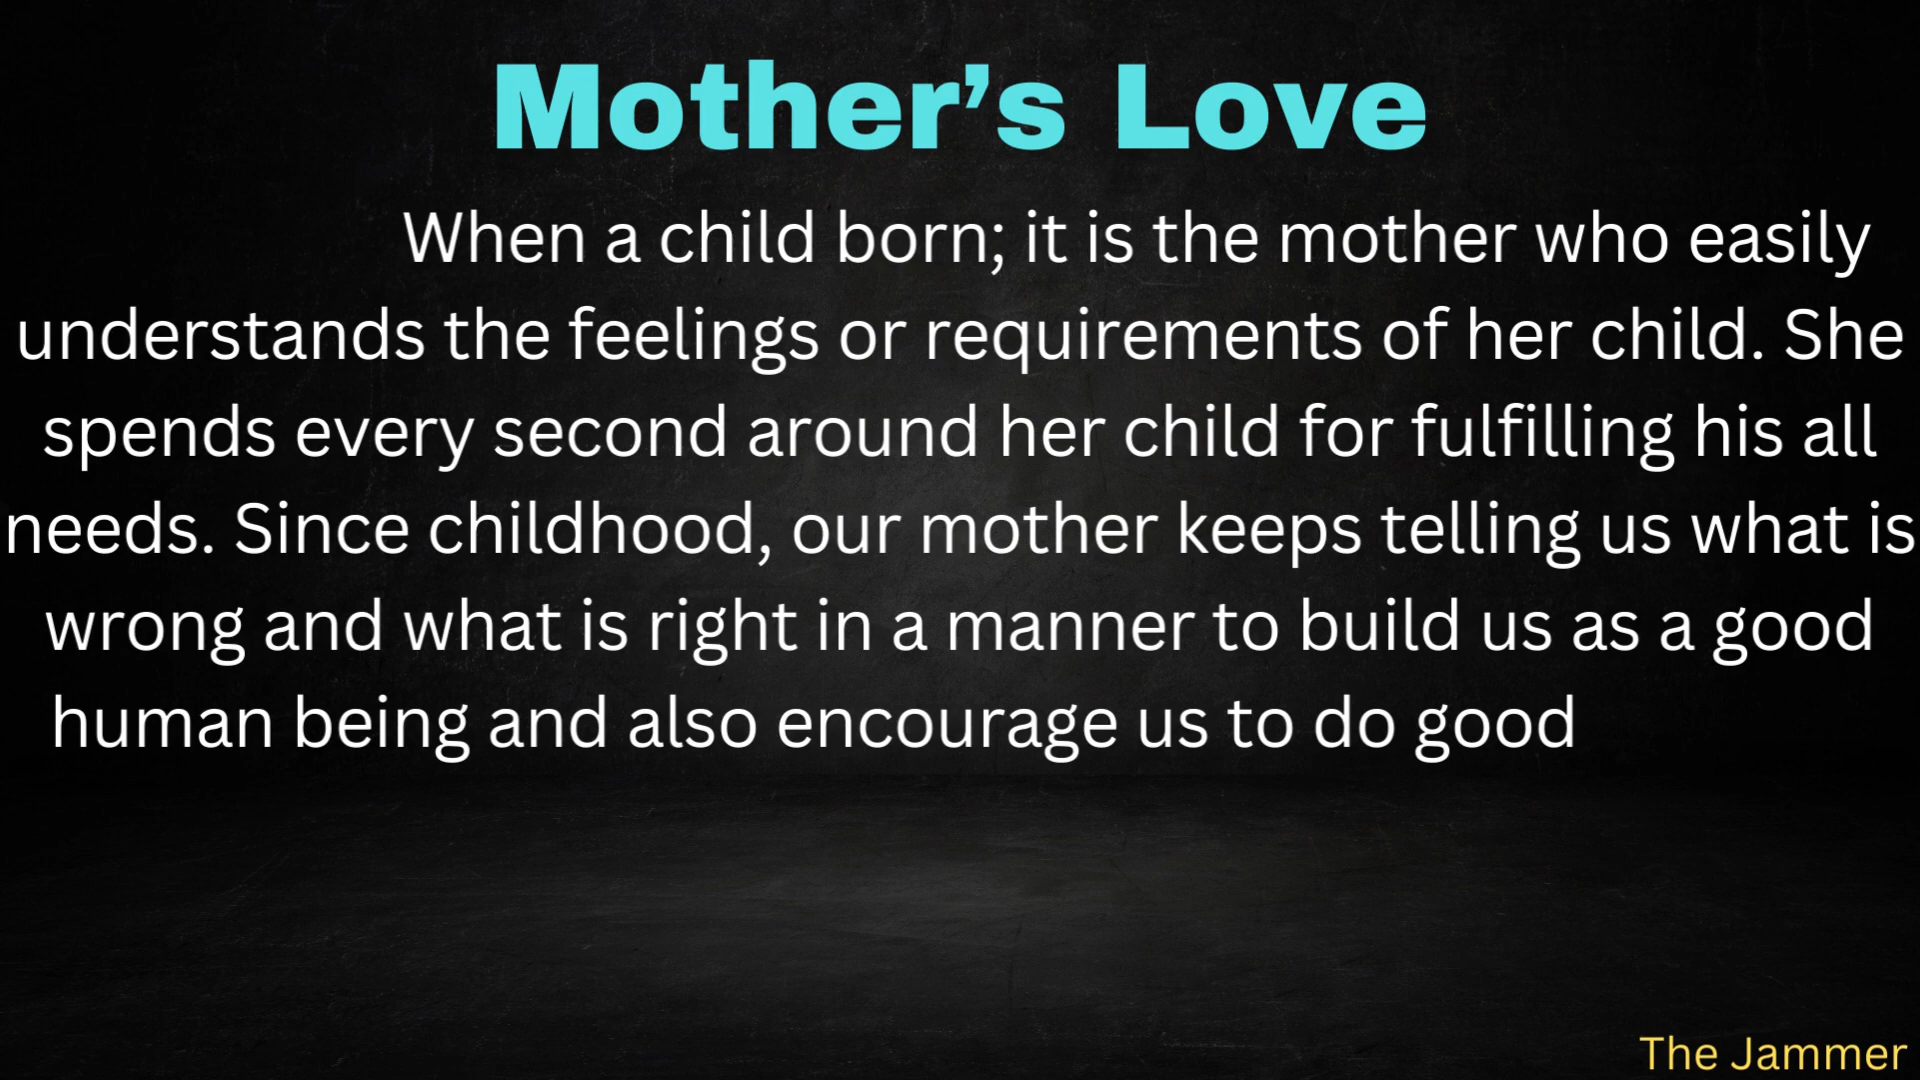 Mother’s Love
When a child born; it is the mother who easily
understands the feelings or requirements of her child. She
spends every second around her child for fulfilling his all
needs. Since childhood, our mother keeps telling us what is
wrong and what is right in a manner to build us as a good
human being and also encourage us to do good
The Jammer